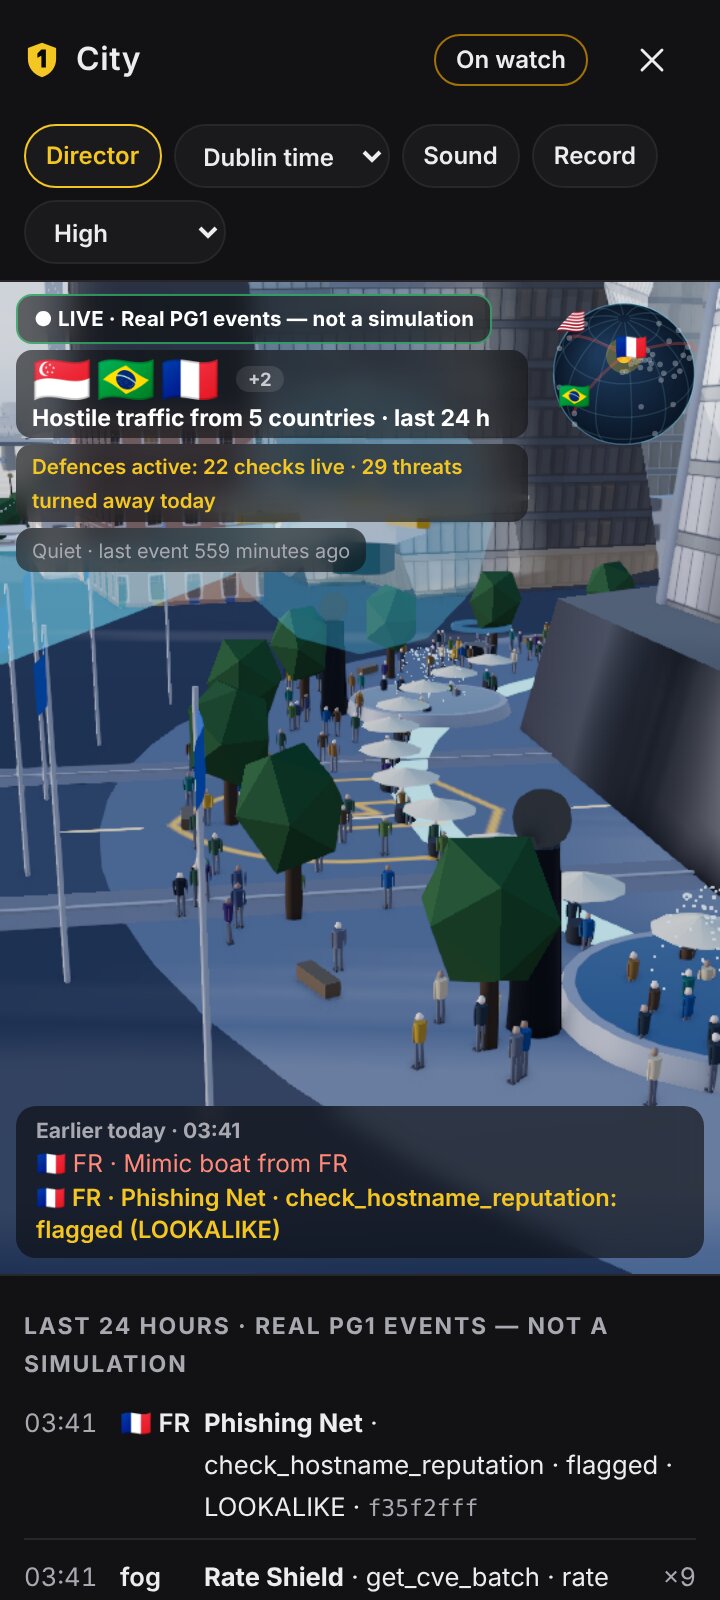 1 City
On watch
Director
Dublin time
Sound
Record
High
LIVE · Real PG1 events — not a simulation
+2
Hostile traffic from 5 countries · last 24 h
Defences active: 22 checks live · 29 threats
turned away today
Quiet · last event 559 minutes ago
Earlier today · 03:41
FR · Mimic boat from FR
FR · Phishing Net · check_hostname_reputation:
flagged (LOOKALIKE)
LAST 24 HOURS · REAL PG1 EVENTS — NOT A
SIMULATION
03:41 FR Phishing Net ·
check_hostname_reputation · flagged ·
LOOKALIKE · f35f2fff
03:41 fog Rate Shield · get_cve_batch · rate ×9